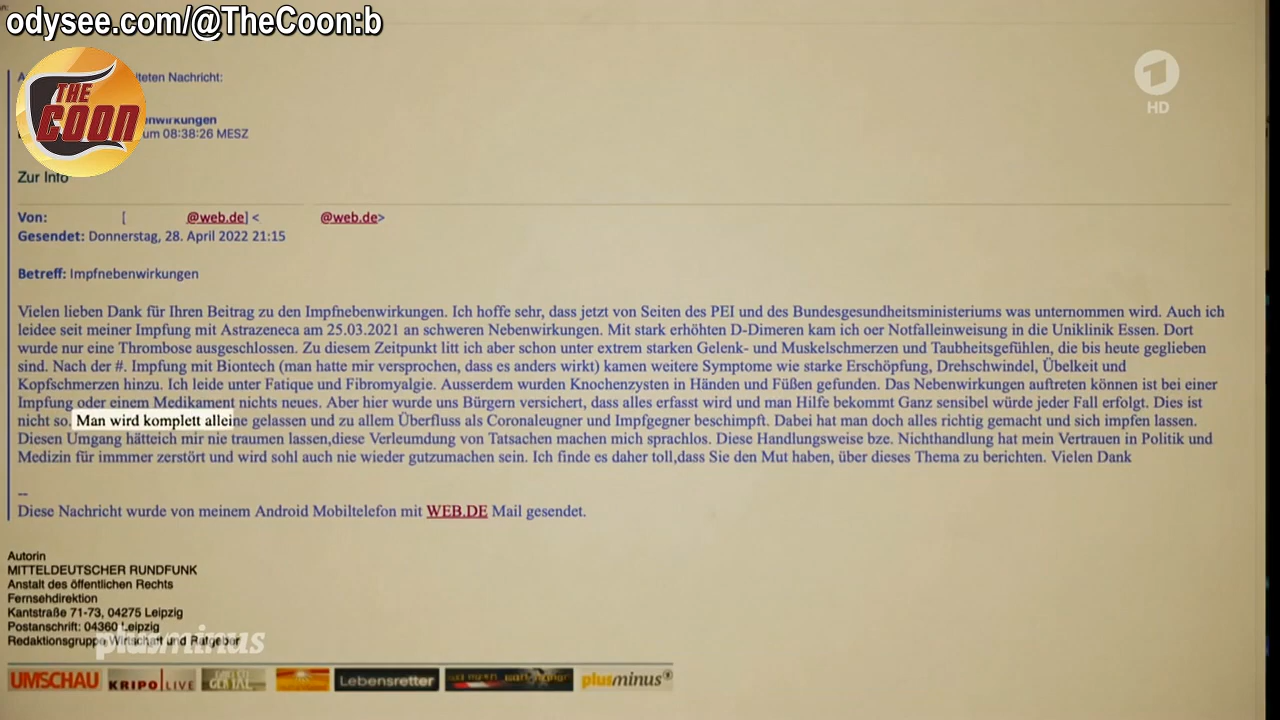 on:
odysee.com/@TheCoon:b
THE
COON
1
HD
iteten Nachricht:
enwirkungen
um 08:38:26 MESZ
Zur Info
Von: [ @web.de] < @web.de>
Gesendet: Donnerstag, 28. April 2022 21:15
Betreff: Impfnebenwirkungen
Vielen lieben Dank für Ihren Beitrag zu den Impfnebenwirkungen. Ich hoffe sehr, dass jetzt von Seiten des PEI und des Bundesgesundheitsministeriums was unternommen wird. Auch ich
leidee seit meiner Impfung mit Astrazeneca am 25.03.2021 an schweren Nebenwirkungen. Mit stark erhöhten D-Dimeren kam ich oer Notfalleinweisung in die Uniklinik Essen. Dort
wurde nur eine Thrombose ausgeschlossen. Zu diesem Zeitpunkt litt ich aber schon unter extrem starken Gelenk- und Muskelschmerzen und Taubheitsgefühlen, die bis heute geglieben
sind. Nach der #. Impfung mit Biontech (man hatte mir versprochen, dass es anders wirkt) kamen weitere Symptome wie starke Erschöpfung, Drehschwindel, Übelkeit und
Kopfschmerzen hinzu. Ich leide unter Fatique und Fibromyalgie. Ausserdem wurden Knochenzysten in Händen und Füßen gefunden. Das Nebenwirkungen auftreten können ist bei einer
Impfung oder einem Medikament nichts neues. Aber hier wurde uns Bürgern versichert, dass alles erfasst wird und man Hilfe bekommt Ganz sensibel würde jeder Fall erfolgt. Dies ist
nicht so. Man wird komplett alleine gelassen und zu allem Überfluss als Coronaleugner und Impfgegner beschimpft. Dabei hat man doch alles richtig gemacht und sich impfen lassen.
Diesen Umgang hätteich mir nie traumen lassen,diese Verleumdung von Tatsachen machen mich sprachlos. Diese Handlungsweise bze. Nichthandlung hat mein Vertrauen in Politik und
Medizin für immmer zerstört und wird sohl auch nie wieder gutzumachen sein. Ich finde es daher toll,dass Sie den Mut haben, über dieses Thema zu berichten. Vielen Dank
--
Diese Nachricht wurde von meinem Android Mobiltelefon mit WEB.DE Mail gesendet.
Autorin
MITTELDEUTSCHER RUNDFUNK
Anstalt des öffentlichen Rechts
Fernsehdirektion
Kantstraße 71-73, 04275 Leipzig
Postanschrift: 04360 Leipzig
Redaktionsgruppe Wirtschaft und Ratgeber
plusminus
UMSCHAU
KRIPO LIVE
GENIAL
Lebensretter
plusminus